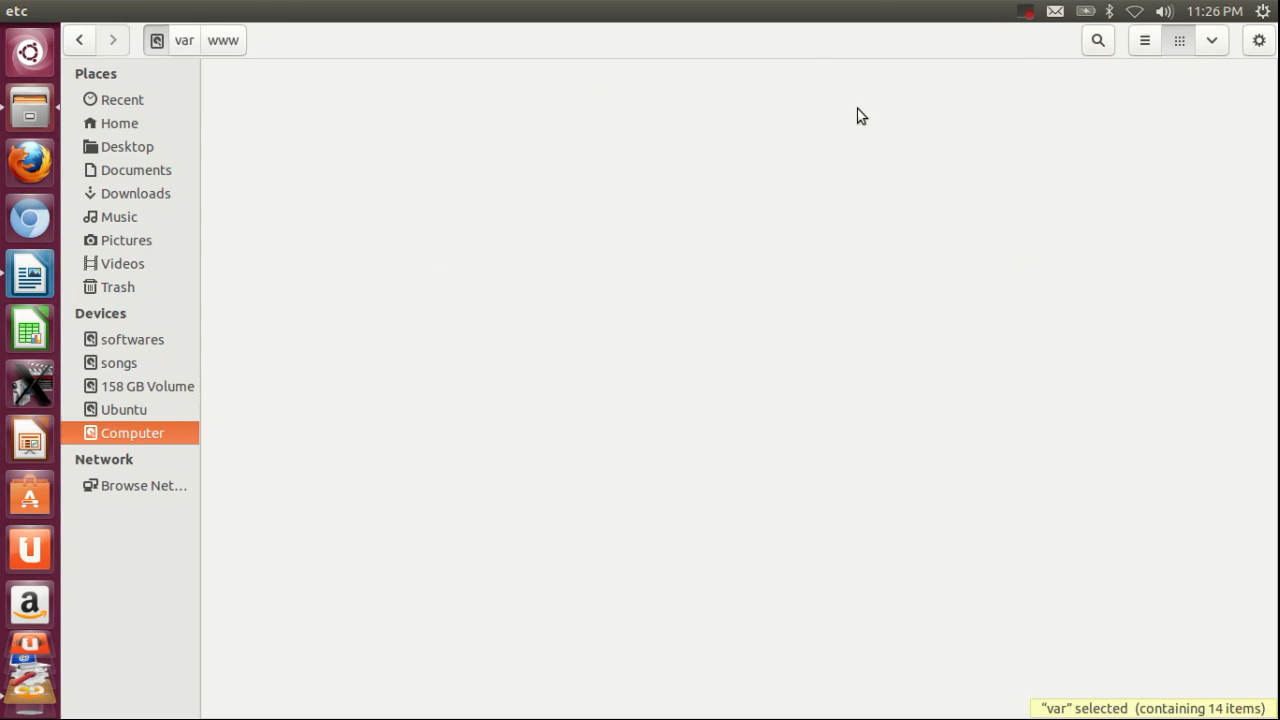 etc
11:26 PM
var
www
Places
Recent
Home
Desktop
Documents
Downloads
Music
Pictures
Videos
Trash
Devices
softwares
songs
158 GB Volume
Ubuntu
Computer
Network
Browse Net…
“var” selected (containing 14 items)